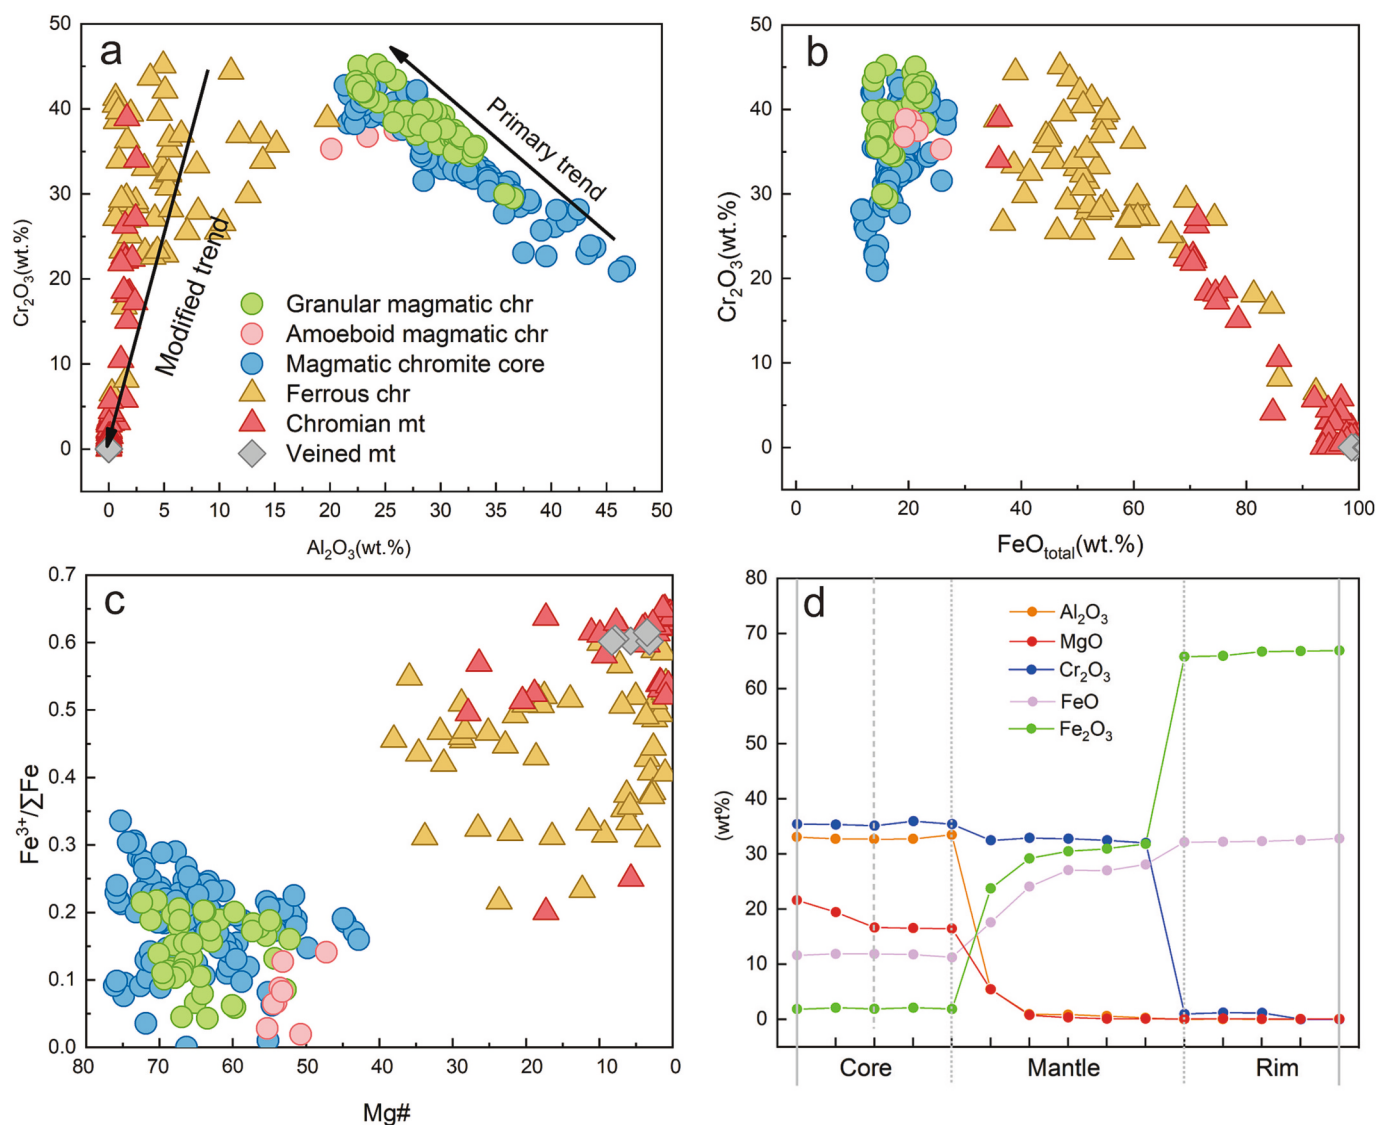 a
50
40
30
20
10
0
Cr₂O₃(wt.%)
0 5 10 15 20 25 30 35 40 45 50
Al₂O₃(wt.%)
Primary trend
Modified trend
Granular magmatic chr
Amoeboid magmatic chr
Magmatic chromite core
Ferrous chr
Chromian mt
Veined mt
b
50
40
30
20
10
0
Cr₂O₃(wt.%)
0 20 40 60 80 100
FeOtotal(wt.%)
c
0.7
0.6
0.5
0.4
0.3
0.2
0.1
0.0
Fe³⁺/∑Fe
80 70 60 50 40 30 20 10 0
Mg#
d
80
70
60
50
40
30
20
10
0
(wt%)
Al₂O₃
MgO
Cr₂O₃
FeO
Fe₂O₃
Core Mantle Rim